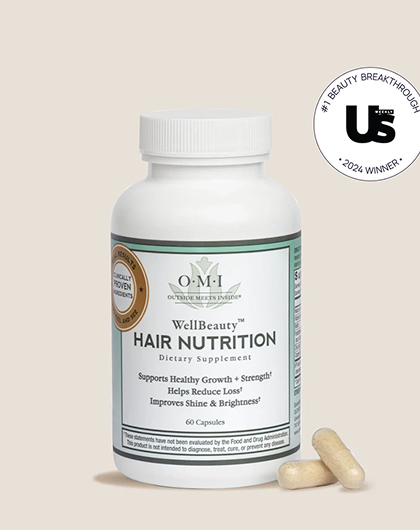 #1 BEAUTY BREAKTHROUGH
Us
WEEKLY
• 2024 WINNER •
RESULTS
CLINICALLY
PROVEN
INGREDIENTS
O·M·I
OUTSIDE MEETS INSIDE®
WellBeauty™
HAIR NUTRITION
Dietary Supplement
Supports Healthy Growth + Strength†
Helps Reduce Loss†
Improves Shine & Brightness†
60 Capsules
†These statements have not been evaluated by the Food and Drug Administration.
This product is not intended to diagnose, treat, cure, or prevent any disease.